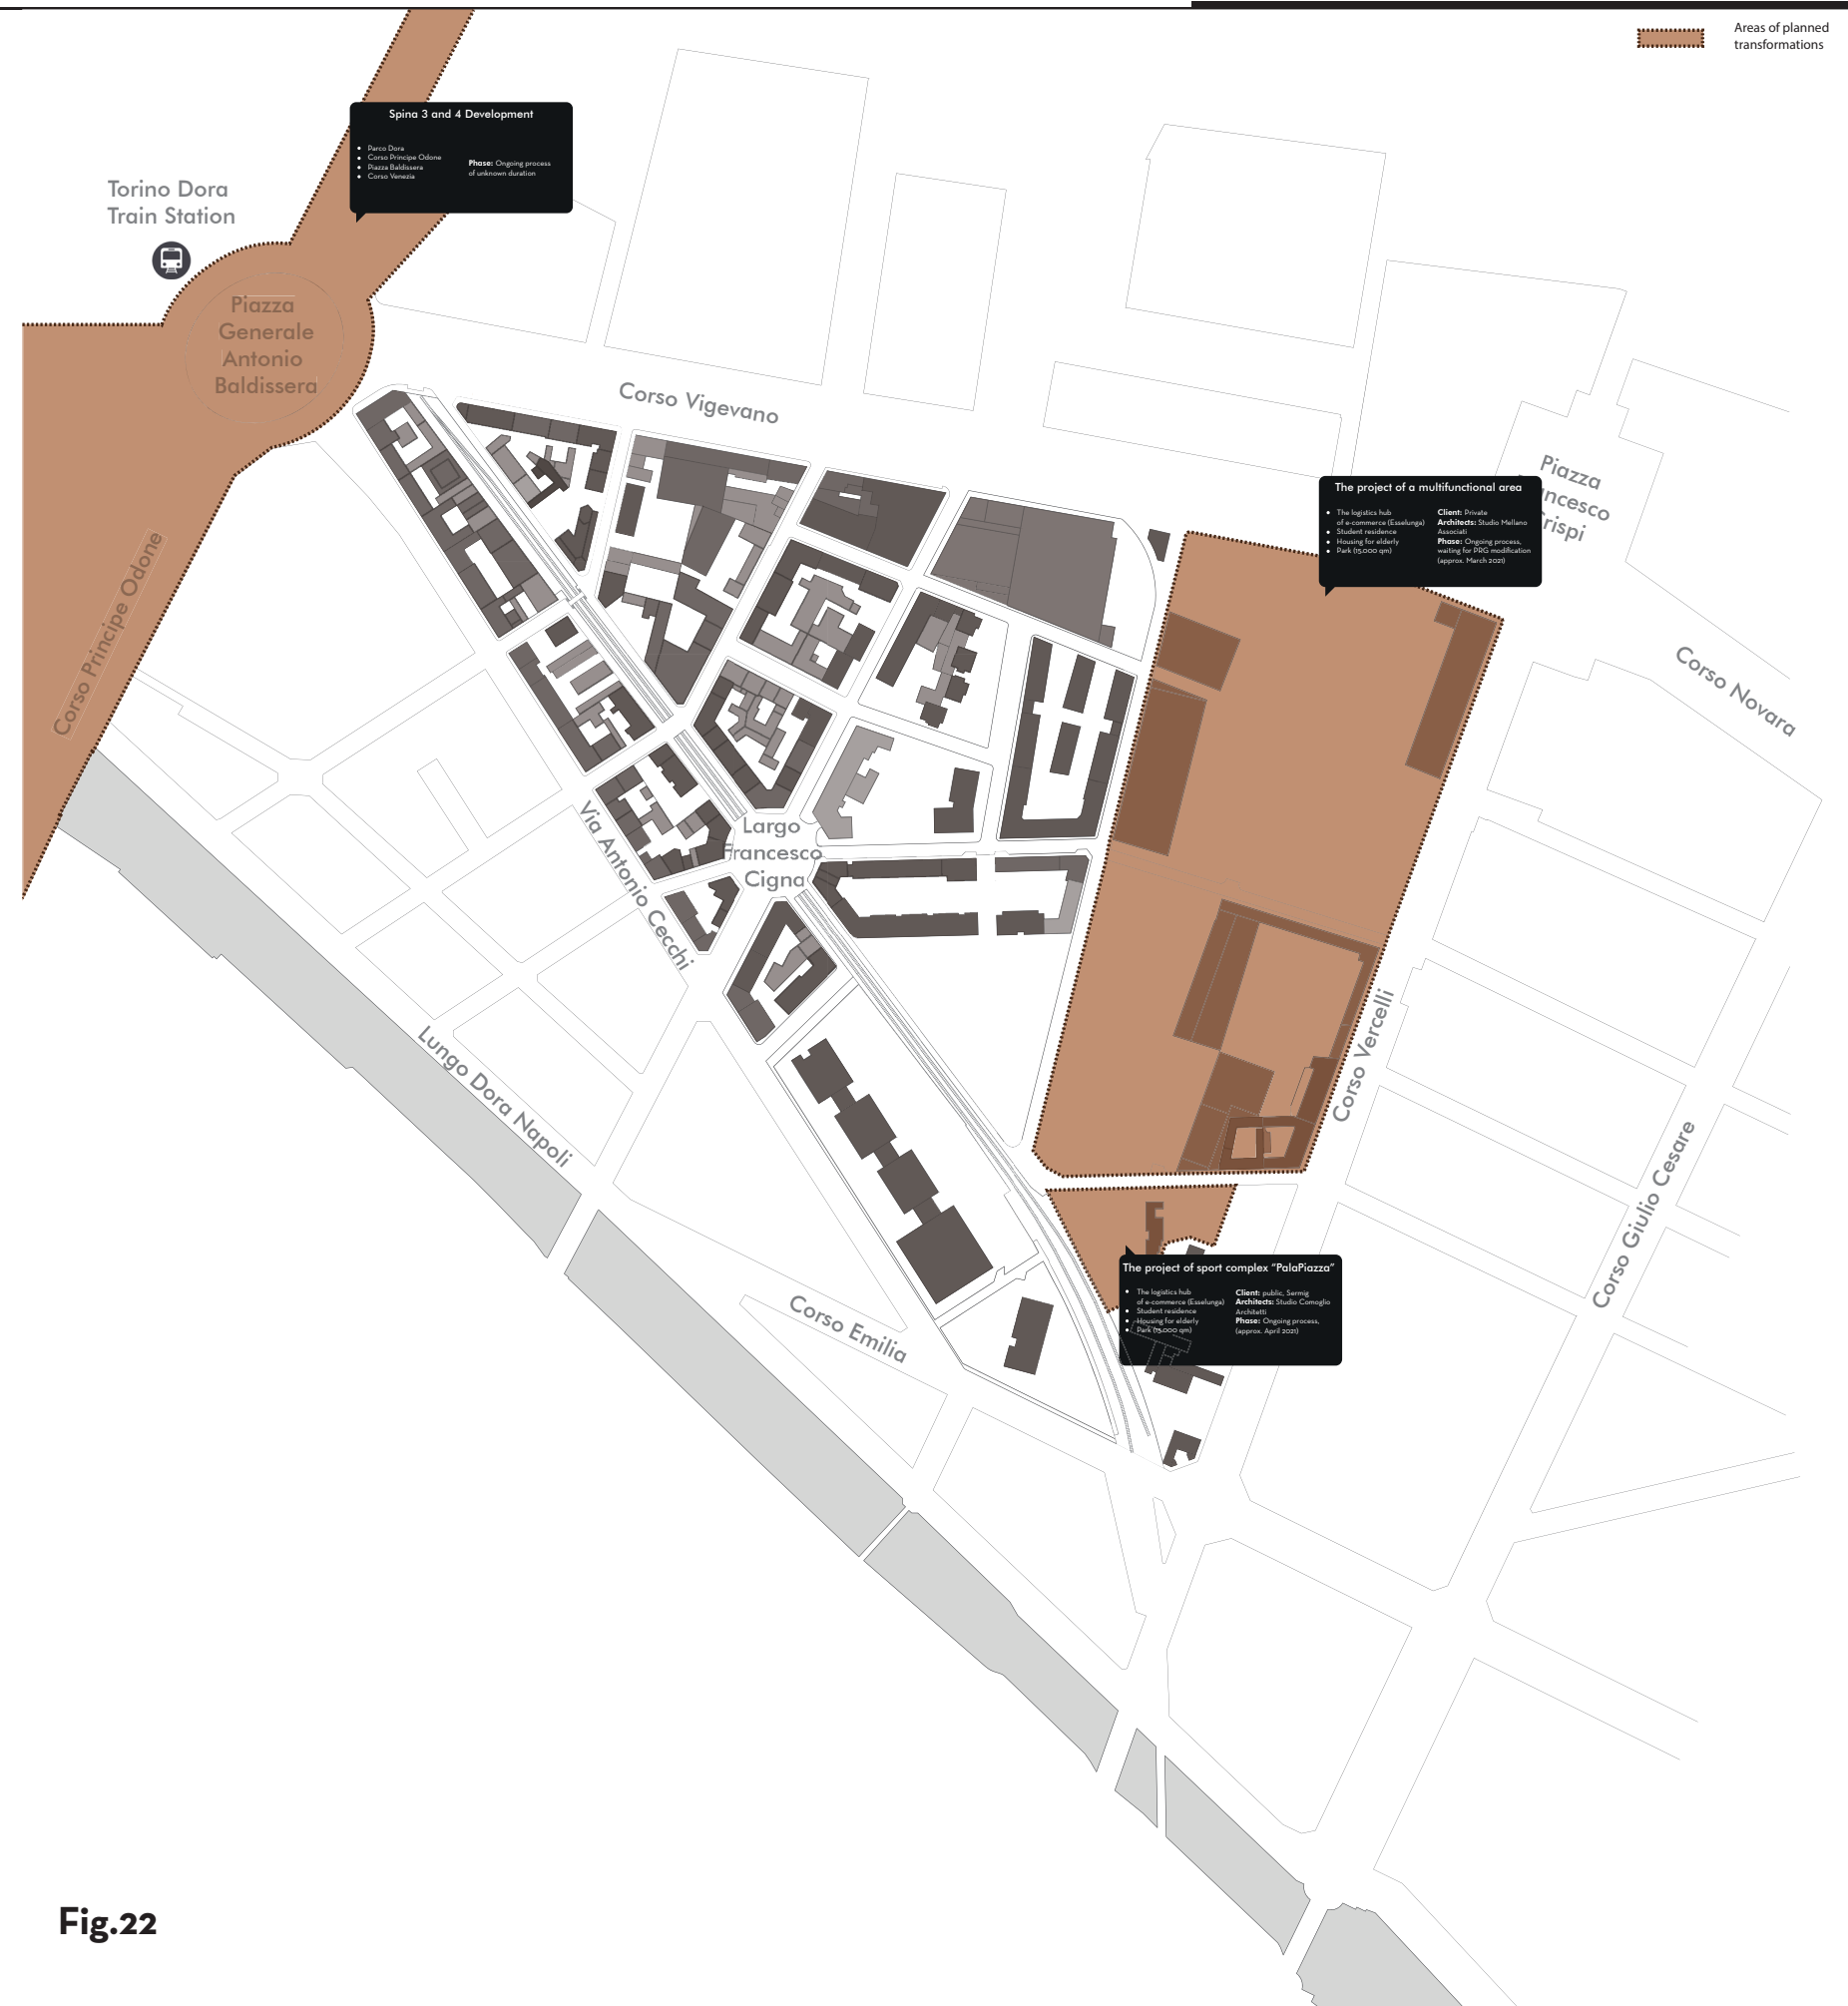 Areas of planned
transformations
Spina 3 and 4 Development
• Parco Dora
• Corso Principe Odone
• Piazza Baldissera
• Corso Venezia
Phase: Ongoing process
of unknown duration
Torino Dora
Train Station
Piazza
Generale
Antonio
Baldissera
Corso Vigevano
Corso Principe Odone
Piazza
ncesco
rispi
The project of a multifunctional area
• The logistics hub
of e-commerce (Esselunga)
• Student residence
• Housing for elderly
• Park (15.000 qm)
Client: Private
Architects: Studio Mellano
Associati
Phase: Ongoing process,
waiting for PRG modification
(approx. March 2021)
Corso Novara
Largo
Francesco
Cigna
Via Antonio Cecchi
Lungo Dora Napoli
Corso Vercelli
Corso Giulio Cesare
Corso Emilia
The project of sport complex “PalaPiazza”
• The logistics hub
of e-commerce (Esselunga)
• Student residence
• Housing for elderly
• Park (15.000 qm)
Client: public, Sermig
Architects: Studio Comoglio
Architetti
Phase: Ongoing process,
(approx. April 2021)
Fig.22